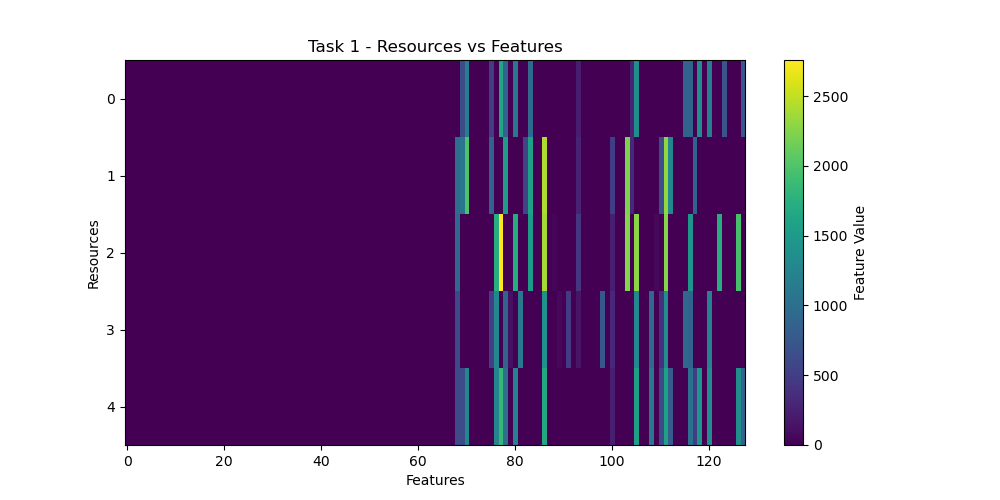 Task 1 - Resources vs Features
Resources
0
1
2
3
4
0 20 40 60 80 100 120
Features
2500
2000
1500
1000
500
0
Feature Value